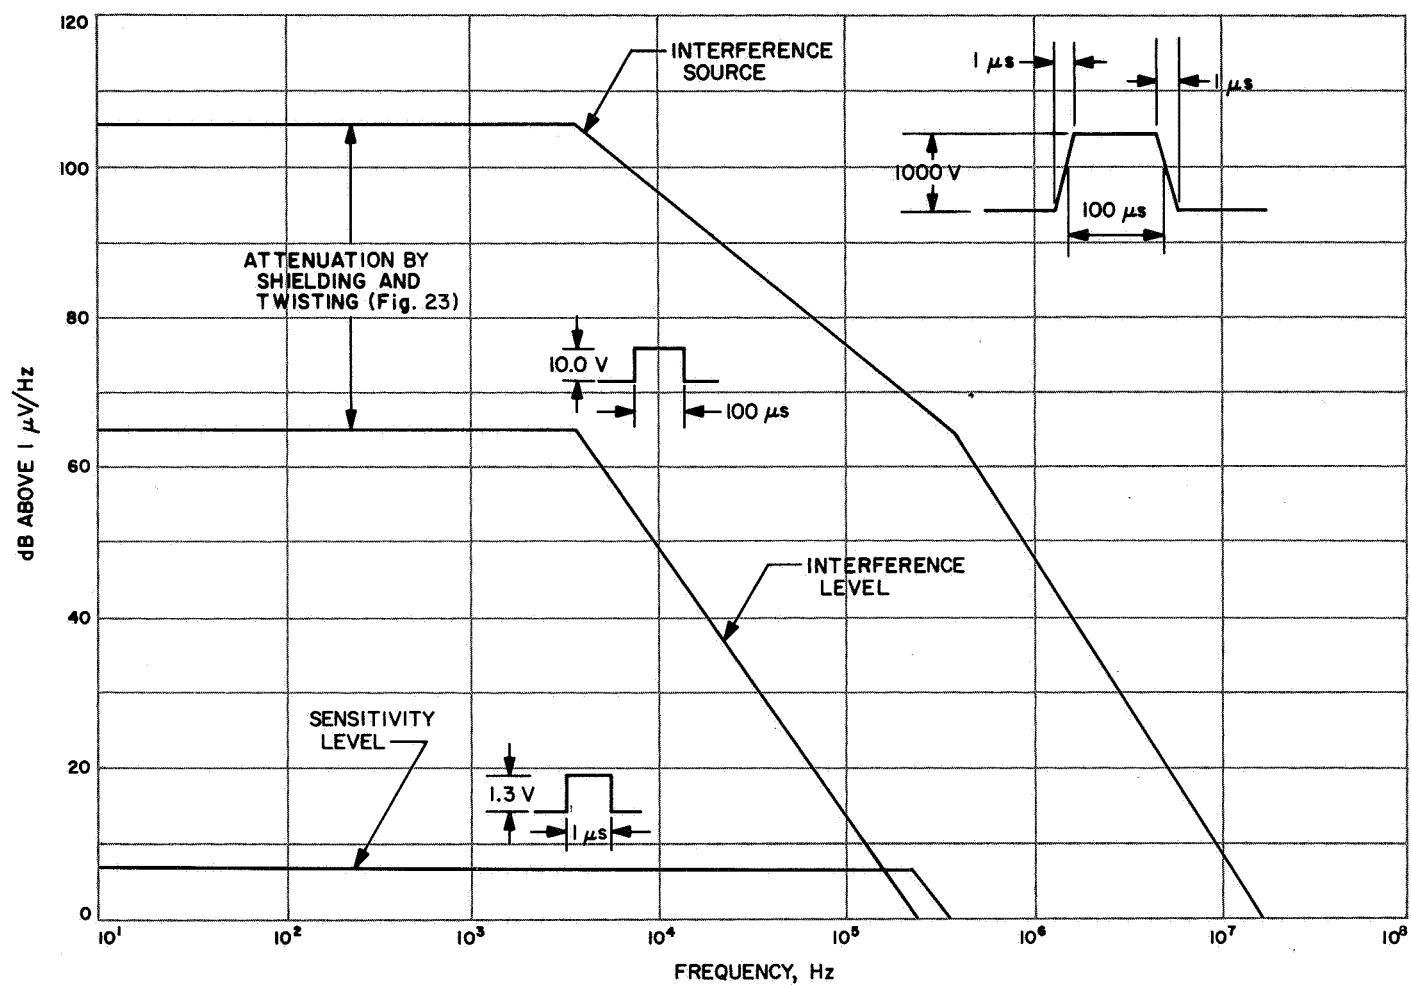 120
100
80
60
40
20
0
dB ABOVE 1 μV/Hz
INTERFERENCE
SOURCE
1 μs
1 μs
1000 V
100 μs
ATTENUATION BY
SHIELDING AND
TWISTING (Fig. 23)
10.0 V
100 μs
INTERFERENCE
LEVEL
SENSITIVITY
LEVEL
1.3 V
1 μs
10¹ 10² 10³ 10⁴ 10⁵ 10⁶ 10⁷ 10⁸
FREQUENCY, Hz